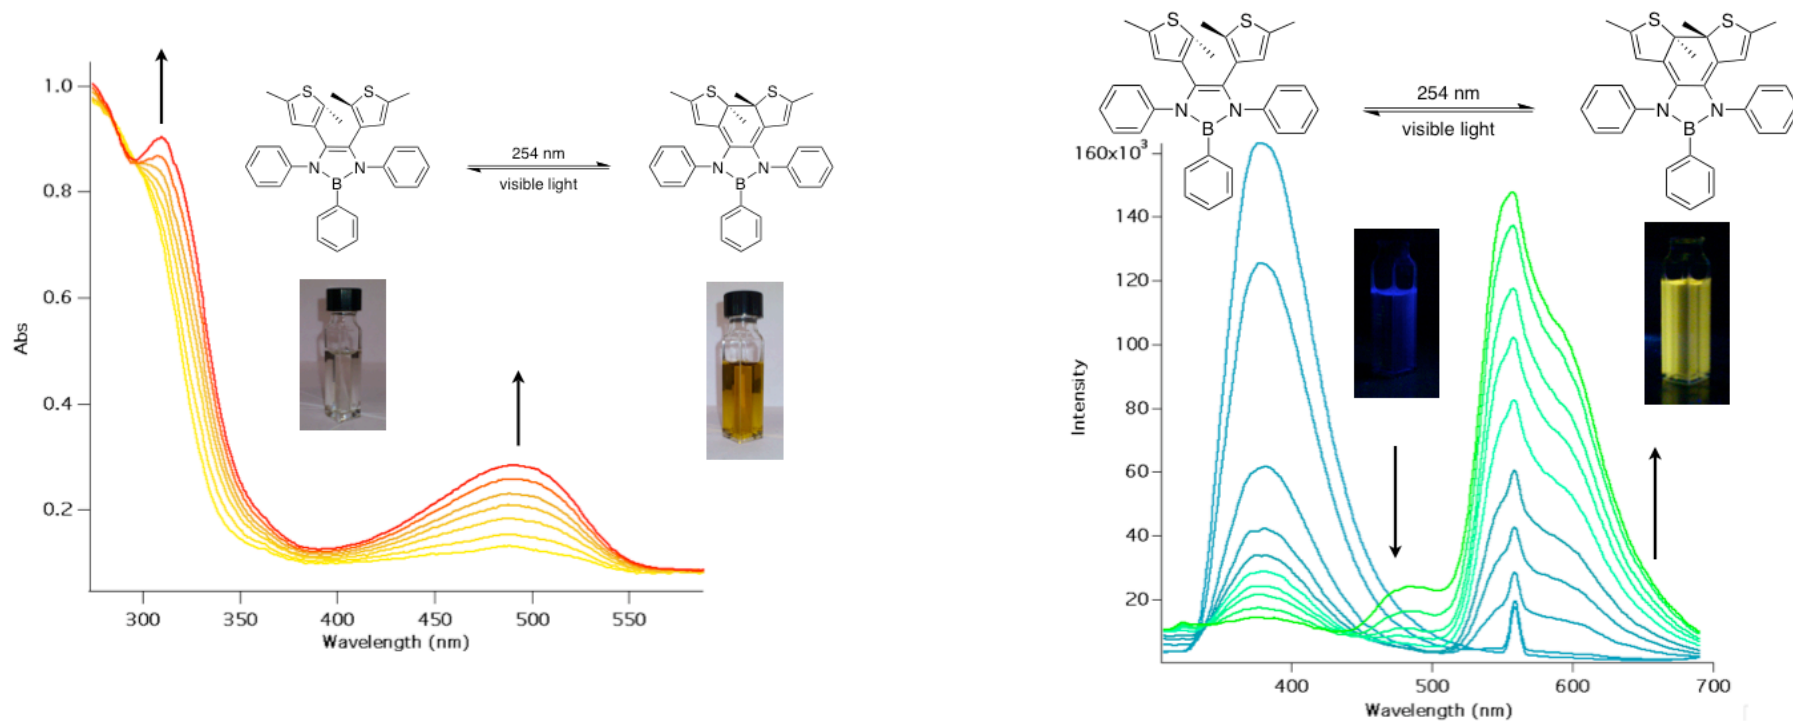 S
S
254 nm
visible light
N
N
B
S
S
N
N
B
1.0
0.8
0.6
0.4
0.2
Abs
300 350 400 450 500 550
Wavelength (nm)
S
S
N
N
B
254 nm
visible light
S
S
N
N
B
160x10³
140
120
100
80
60
40
20
Intensity
400 500 600 700
Wavelength (nm)